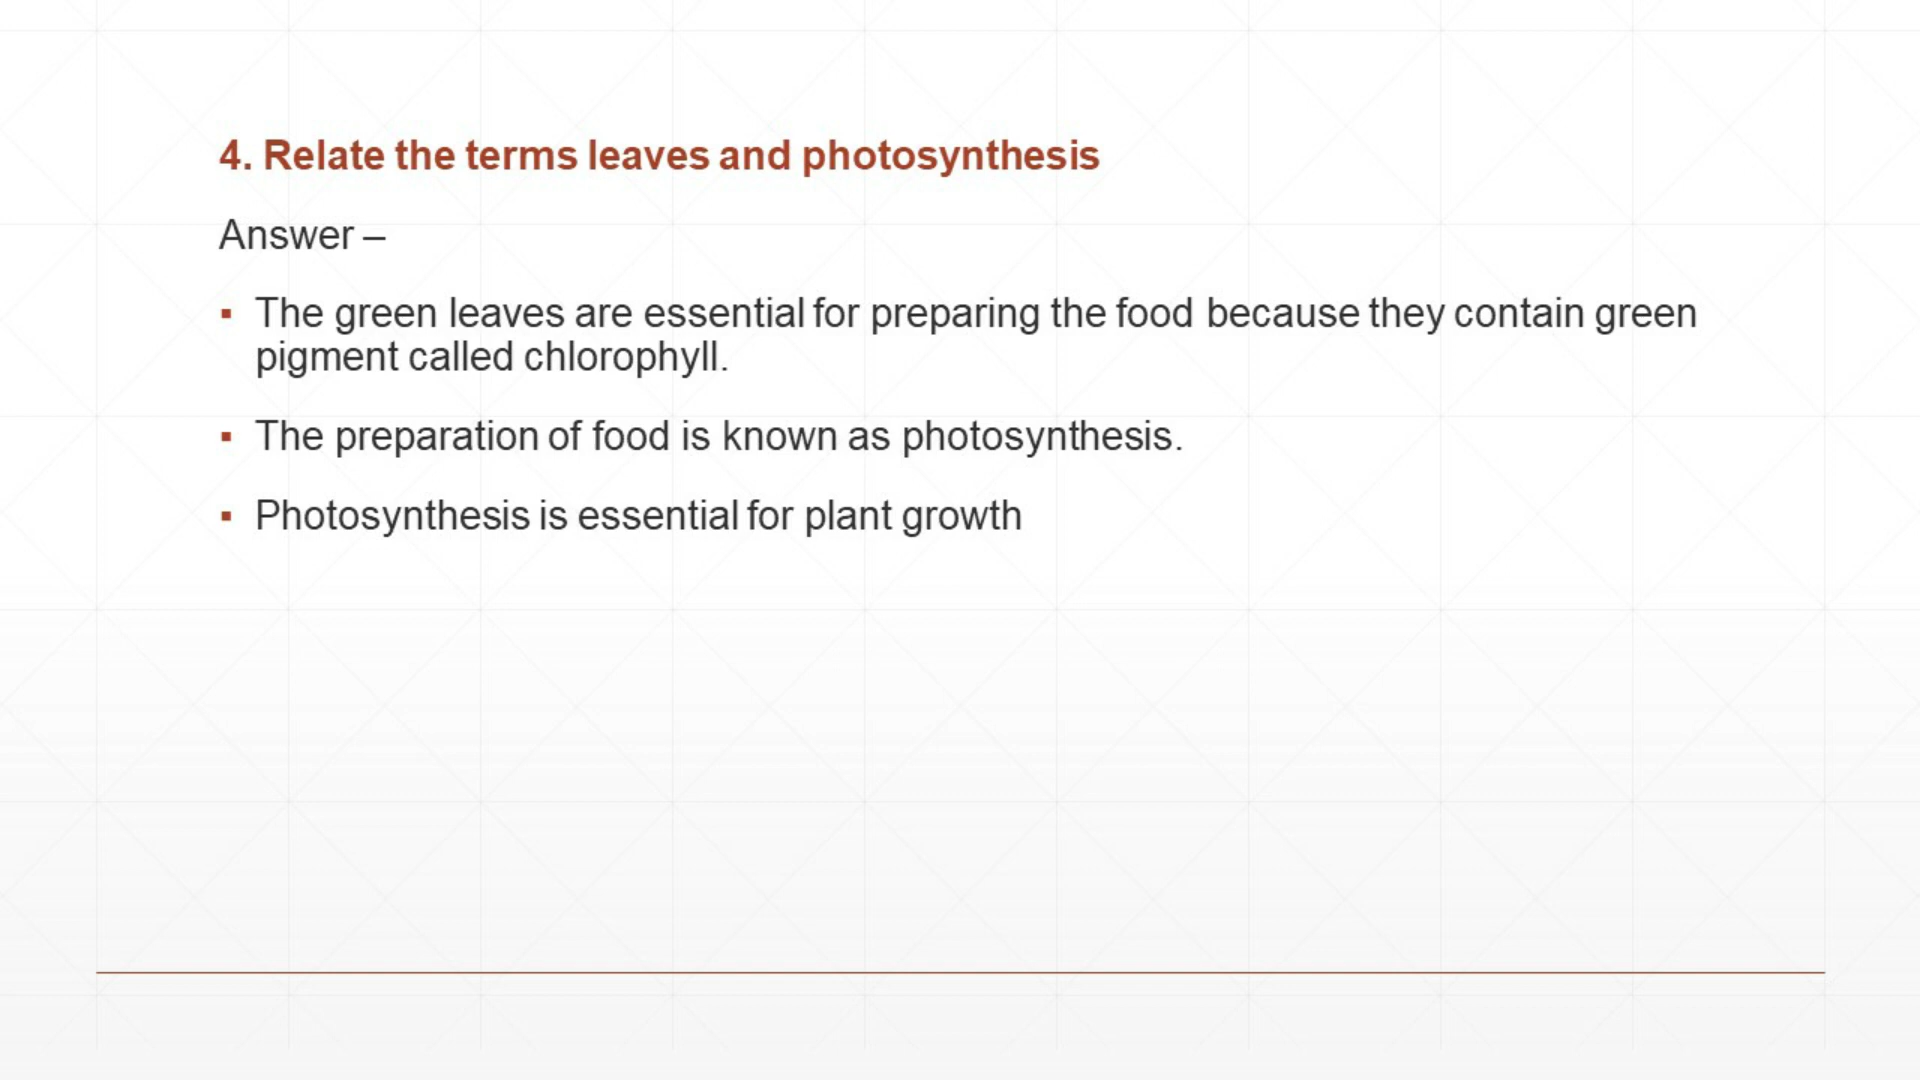 4. Relate the terms leaves and photosynthesis
Answer –
▪ The green leaves are essential for preparing the food because they contain green
pigment called chlorophyll.
▪ The preparation of food is known as photosynthesis.
▪ Photosynthesis is essential for plant growth